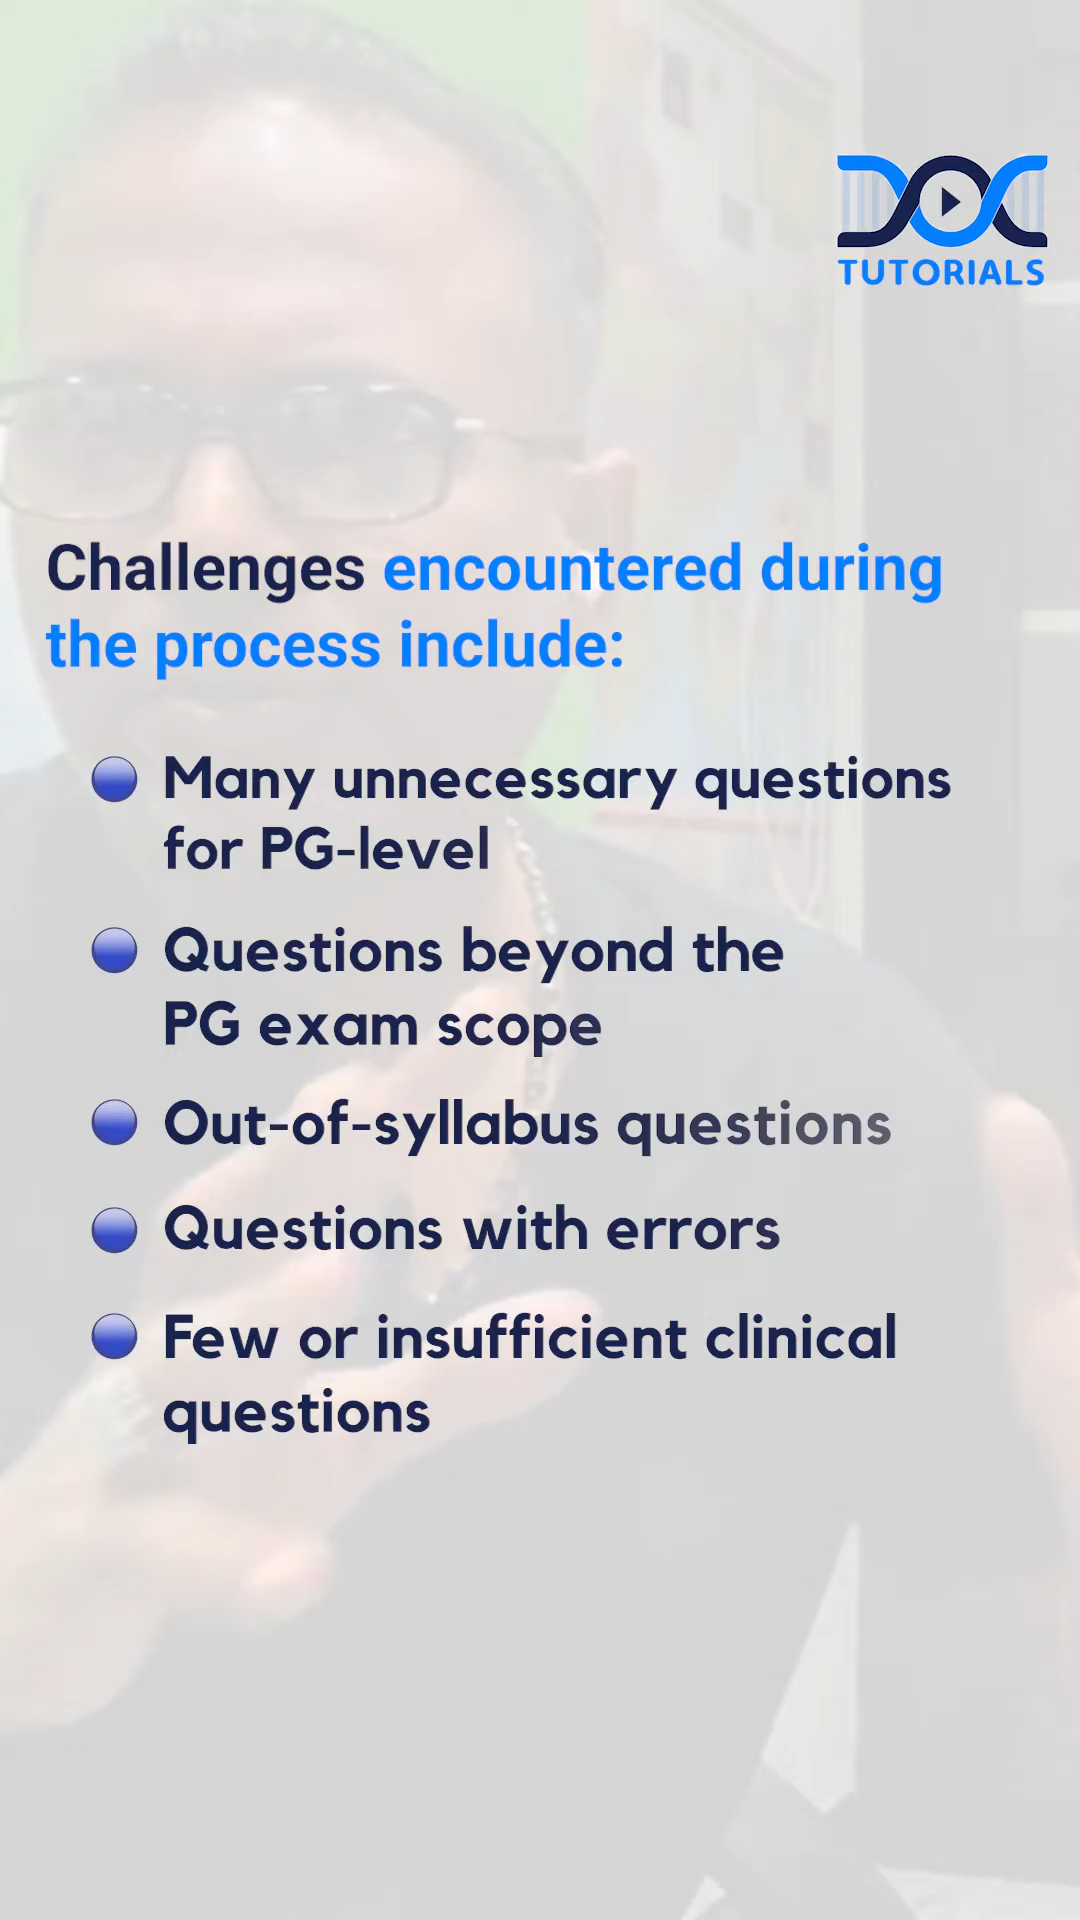 DOC
TUTORIALS
Challenges encountered during
the process include:
Many unnecessary questions
for PG-level
Questions beyond the
PG exam scope
Out-of-syllabus questions
Questions with errors
Few or insufficient clinical
questions